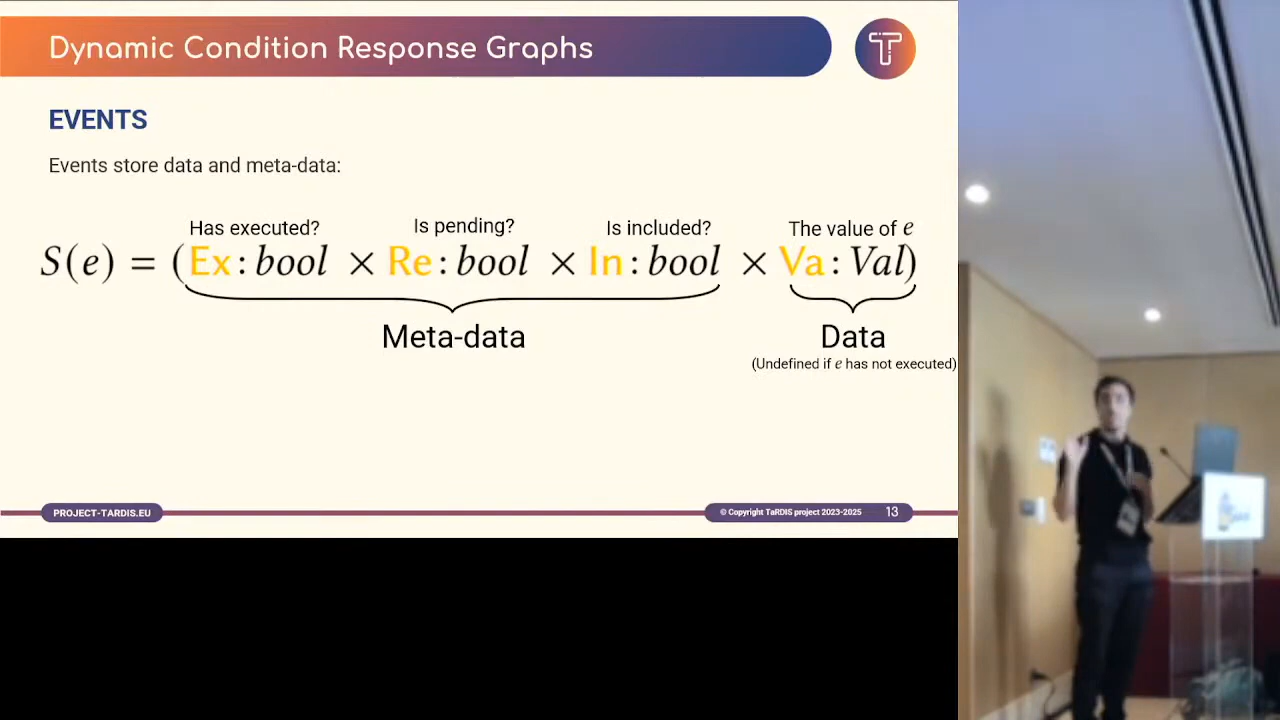 Dynamic Condition Response Graphs
T
EVENTS
Events store data and meta-data:
Has executed? Is pending? Is included? The value of e
S(e) = (Ex : bool × Re : bool × In : bool × Va : Val)
Meta-data Data
(Undefined if e has not executed)
PROJECT-TARDIS.EU © Copyright TaRDIS project 2023-2025 13